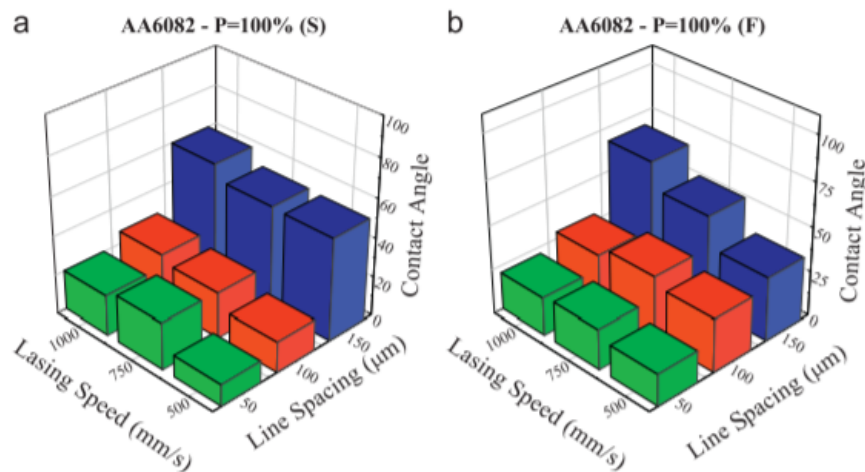 a
AA6082 - P=100% (S)
100
80
60
40
20
0
Contact Angle
1000
750
500
Lasing Speed (mm/s)
50
100
150
Line Spacing (μm)
b
AA6082 - P=100% (F)
100
75
50
25
0
Contact Angle
1000
750
500
Lasing Speed (mm/s)
50
100
150
Line Spacing (μm)